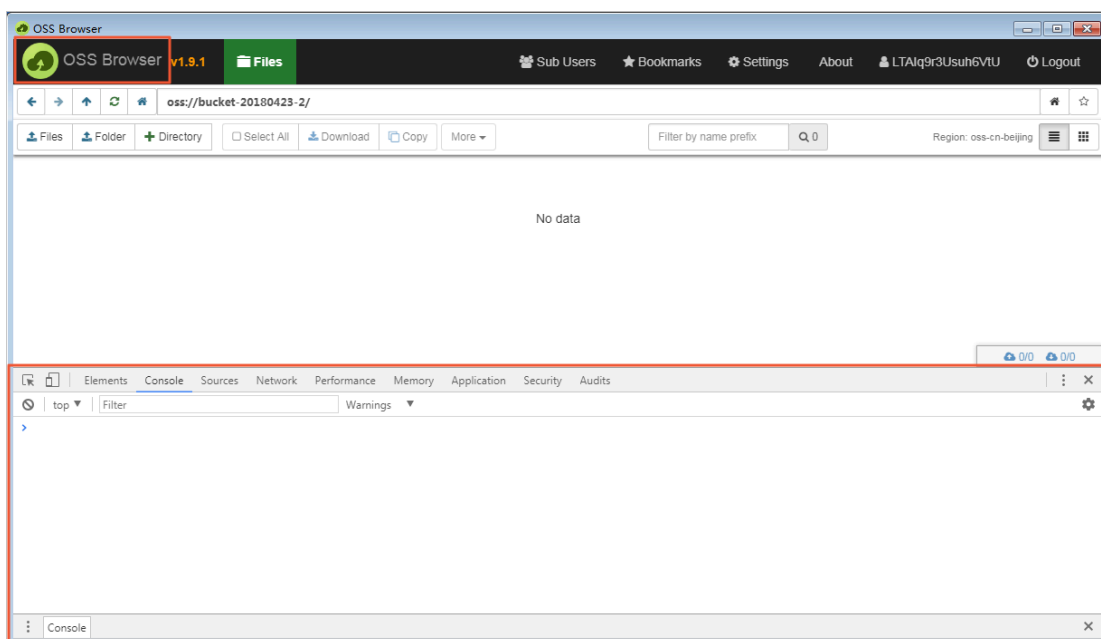 OSS Browser
OSS Browser v1.9.1 Files Sub Users Bookmarks Settings About LTAIq9r3Usuh6VtU Logout
oss://bucket-20180423-2/
Files Folder Directory Select All Download Copy More Filter by name prefix 0 Region: oss-cn-beijing
No data
0/0 0/0
Elements Console Sources Network Performance Memory Application Security Audits
top Filter Warnings
Console